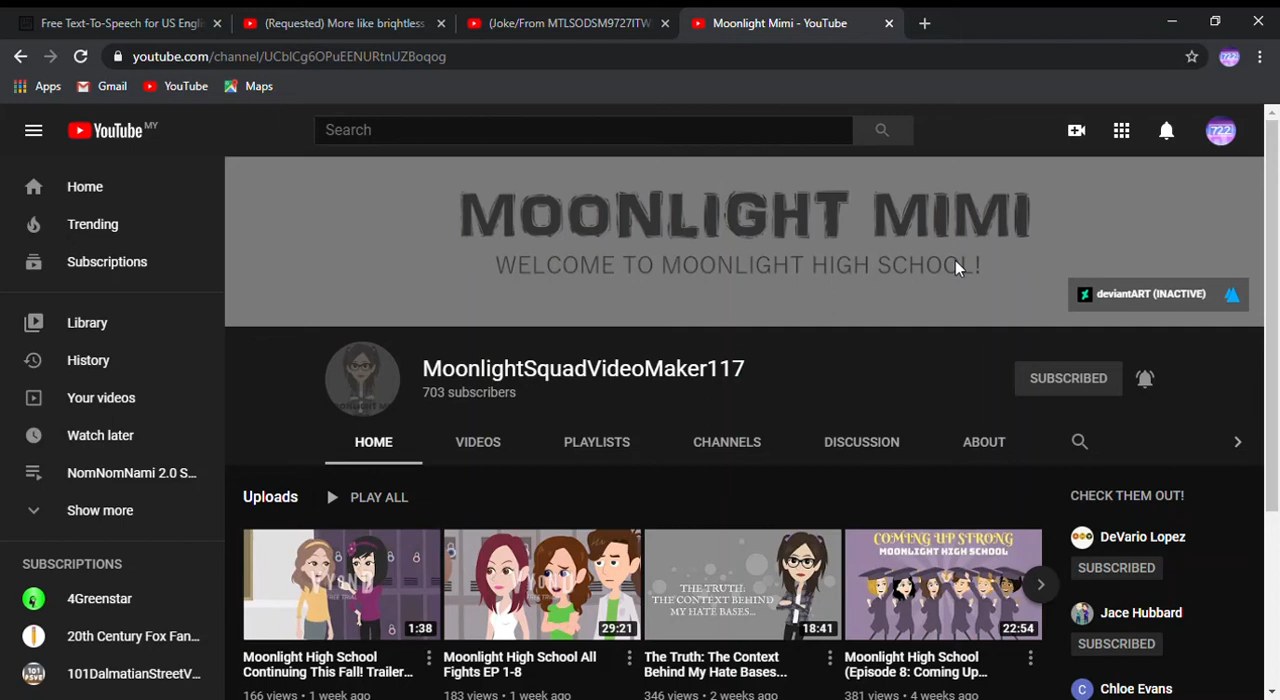 Free Text-To-Speech for US Engli
(Requested) More like brightless
(Joke/From MTLSODSM9727ITW
Moonlight Mimi - YouTube
youtube.com/channel/UCblCg6OPuEENURtnUZBoqog
Apps
Gmail
YouTube
Maps
YouTube MY
Search
722
Home
Trending
Subscriptions
Library
History
Your videos
Watch later
NomNomNami 2.0 S...
Show more
SUBSCRIPTIONS
4Greenstar
20th Century Fox Fan...
101DalmatianStreetV...
MOONLIGHT MIMI
WELCOME TO MOONLIGHT HIGH SCHOOL!
deviantART (INACTIVE)
MoonlightSquadVideoMaker117
703 subscribers
SUBSCRIBED
HOME
VIDEOS
PLAYLISTS
CHANNELS
DISCUSSION
ABOUT
Uploads
PLAY ALL
1:38
Moonlight High School
Continuing This Fall! Trailer...
166 views • 1 week ago
29:21
Moonlight High School All
Fights EP 1-8
183 views • 1 week ago
THE TRUTH:
THE CONTEXT BEHIND
MY HATE BASES...
18:41
The Truth: The Context
Behind My Hate Bases...
346 views • 2 weeks ago
COMING UP STRONG
MOONLIGHT HIGH SCHOOL
22:54
Moonlight High School
(Episode 8: Coming Up...
381 views • 4 weeks ago
CHECK THEM OUT!
DeVario Lopez
SUBSCRIBED
Jace Hubbard
SUBSCRIBED
C
Chloe Evans